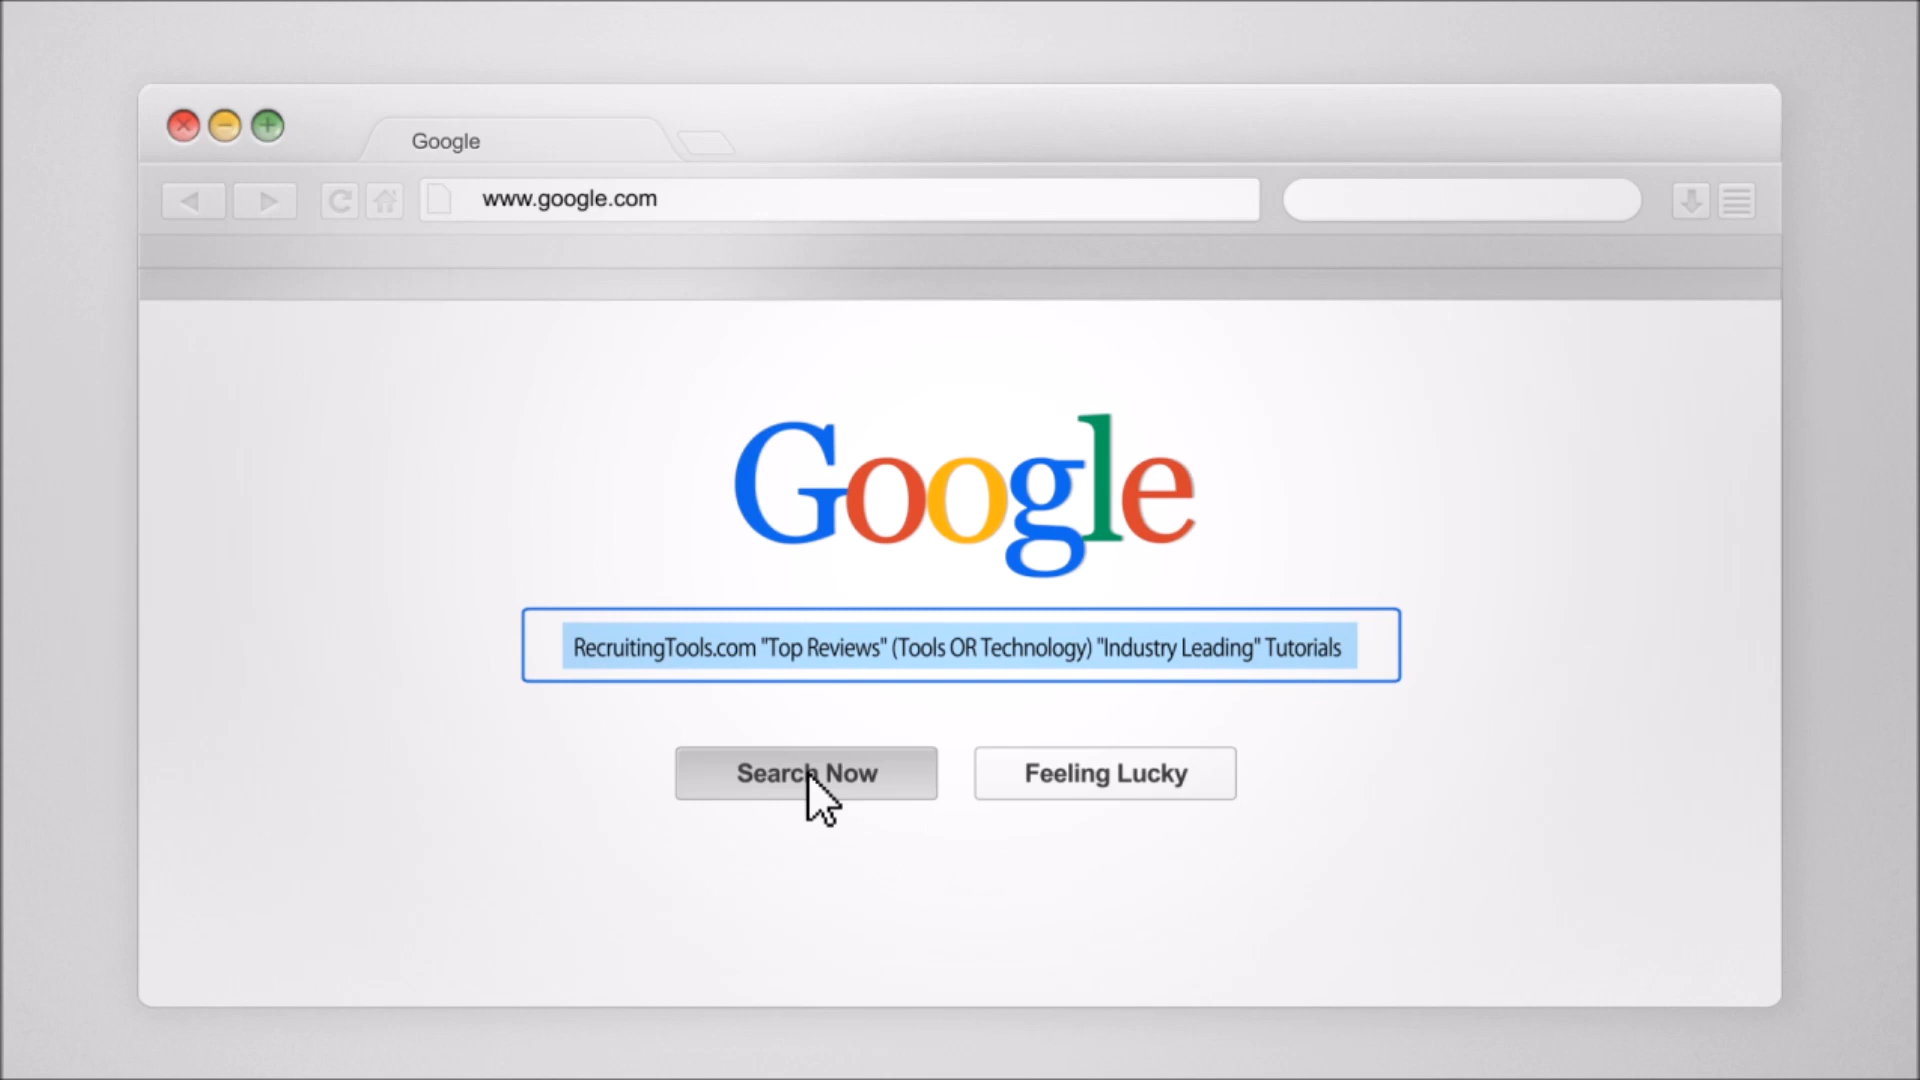 Google
www.google.com
Google
RecruitingTools.com "Top Reviews" (Tools OR Technology) "Industry Leading" Tutorials
Search Now
Feeling Lucky